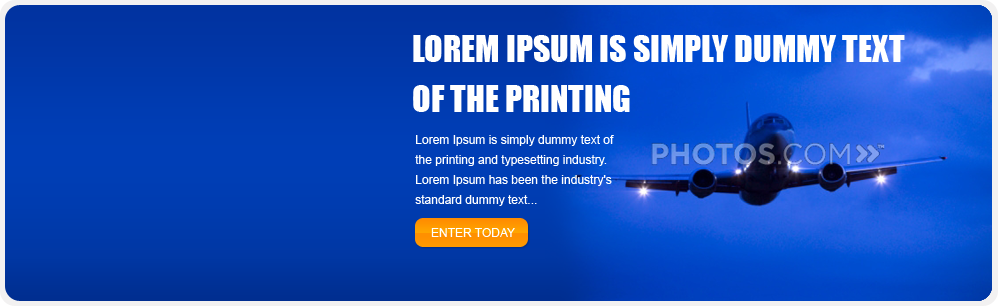 LOREM IPSUM IS SIMPLY DUMMY TEXT
OF THE PRINTING
Lorem Ipsum is simply dummy text of
the printing and typesetting industry.
Lorem Ipsum has been the industry's
standard dummy text...
PHOTOS.COM™
ENTER TODAY